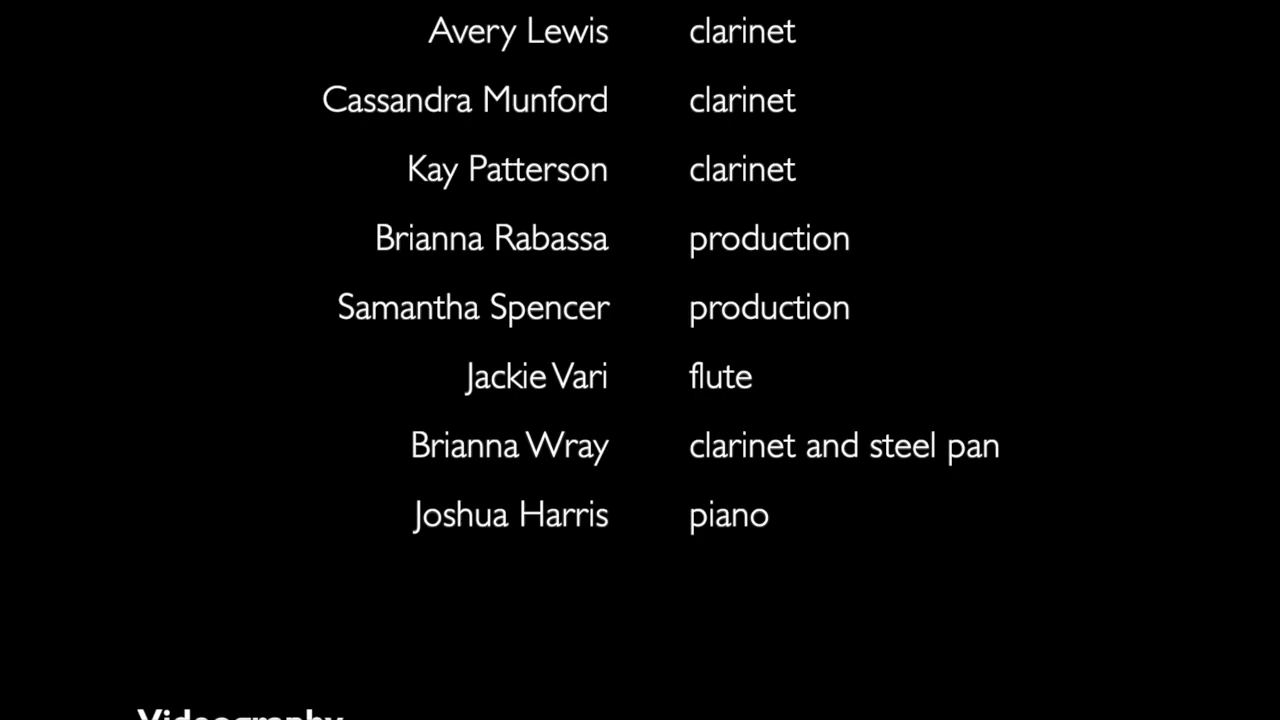 Avery Lewis clarinet
Cassandra Munford clarinet
Kay Patterson clarinet
Brianna Rabassa production
Samantha Spencer production
Jackie Vari flute
Brianna Wray clarinet and steel pan
Joshua Harris piano
Videography